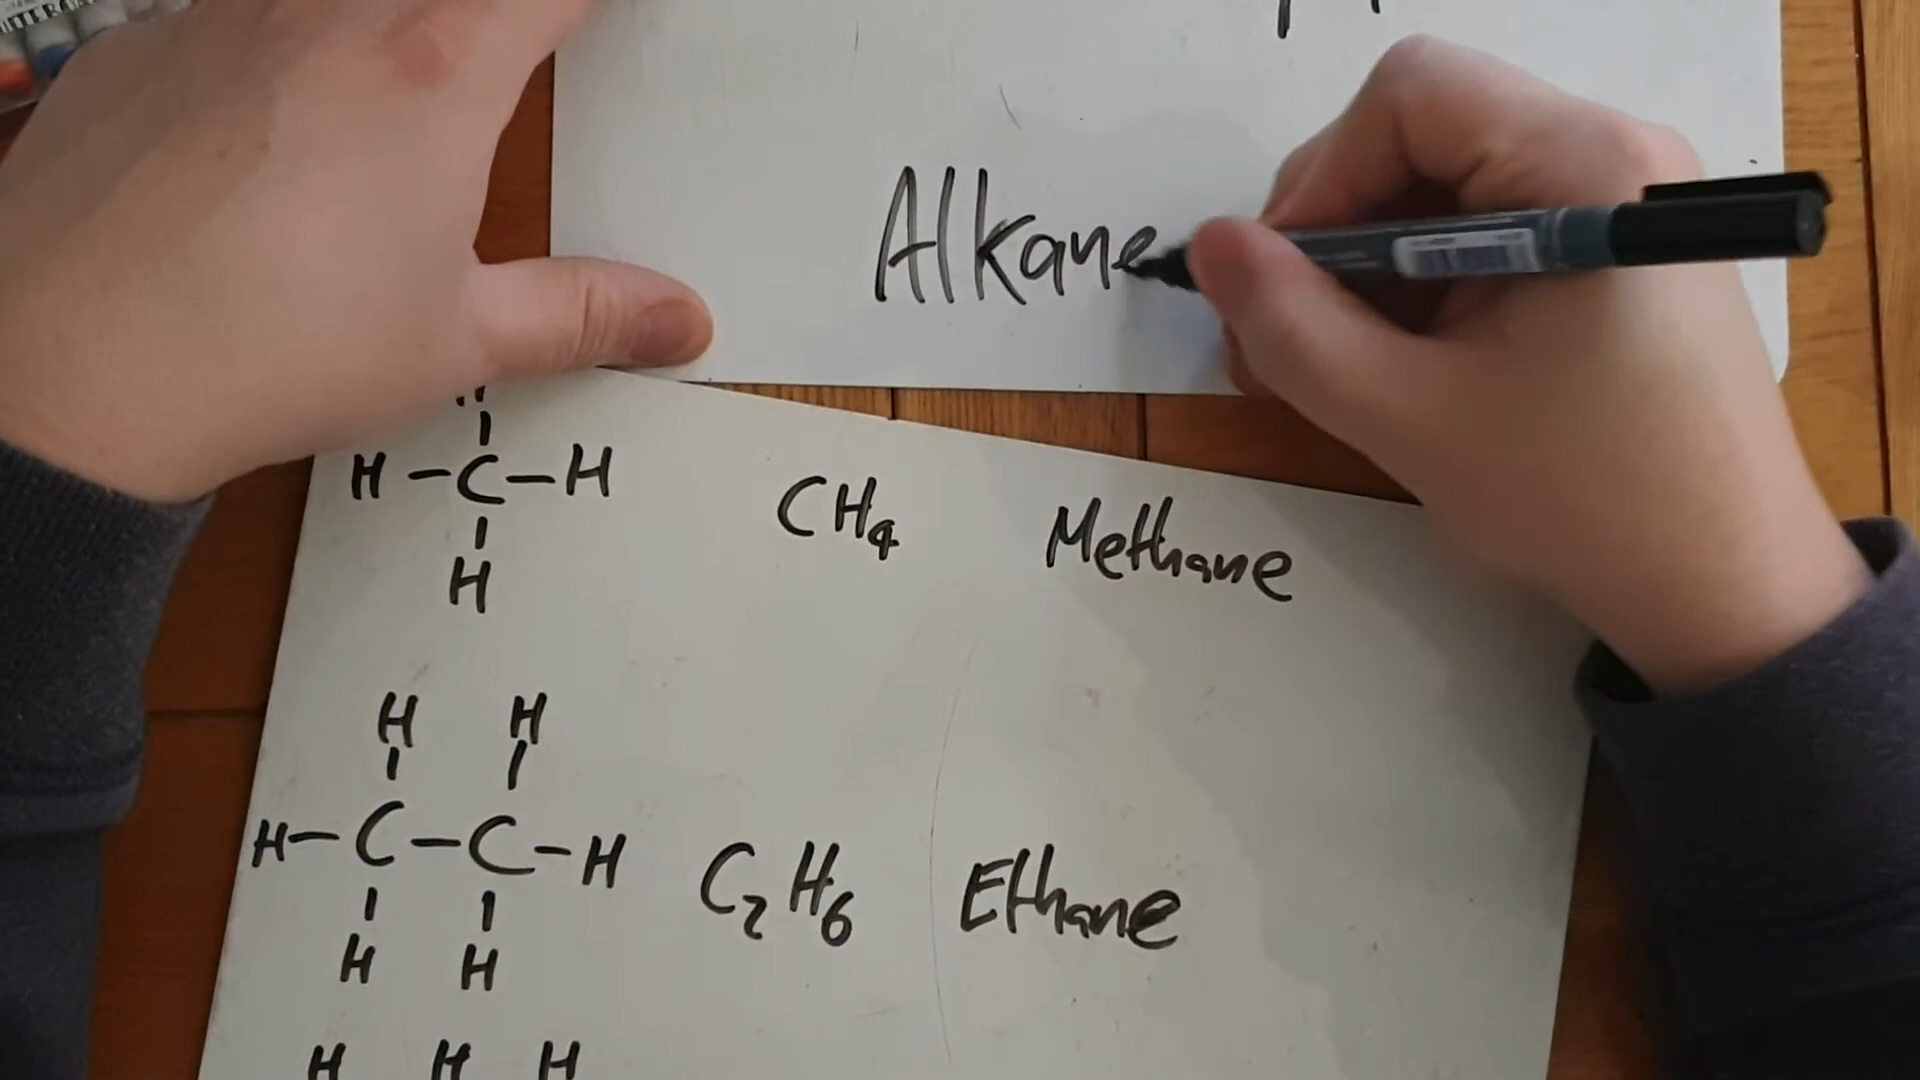 Alkane
H-C-H CH4 Methane
H
H H
H-C-C-H C2H6 Ethane
H H
H H H